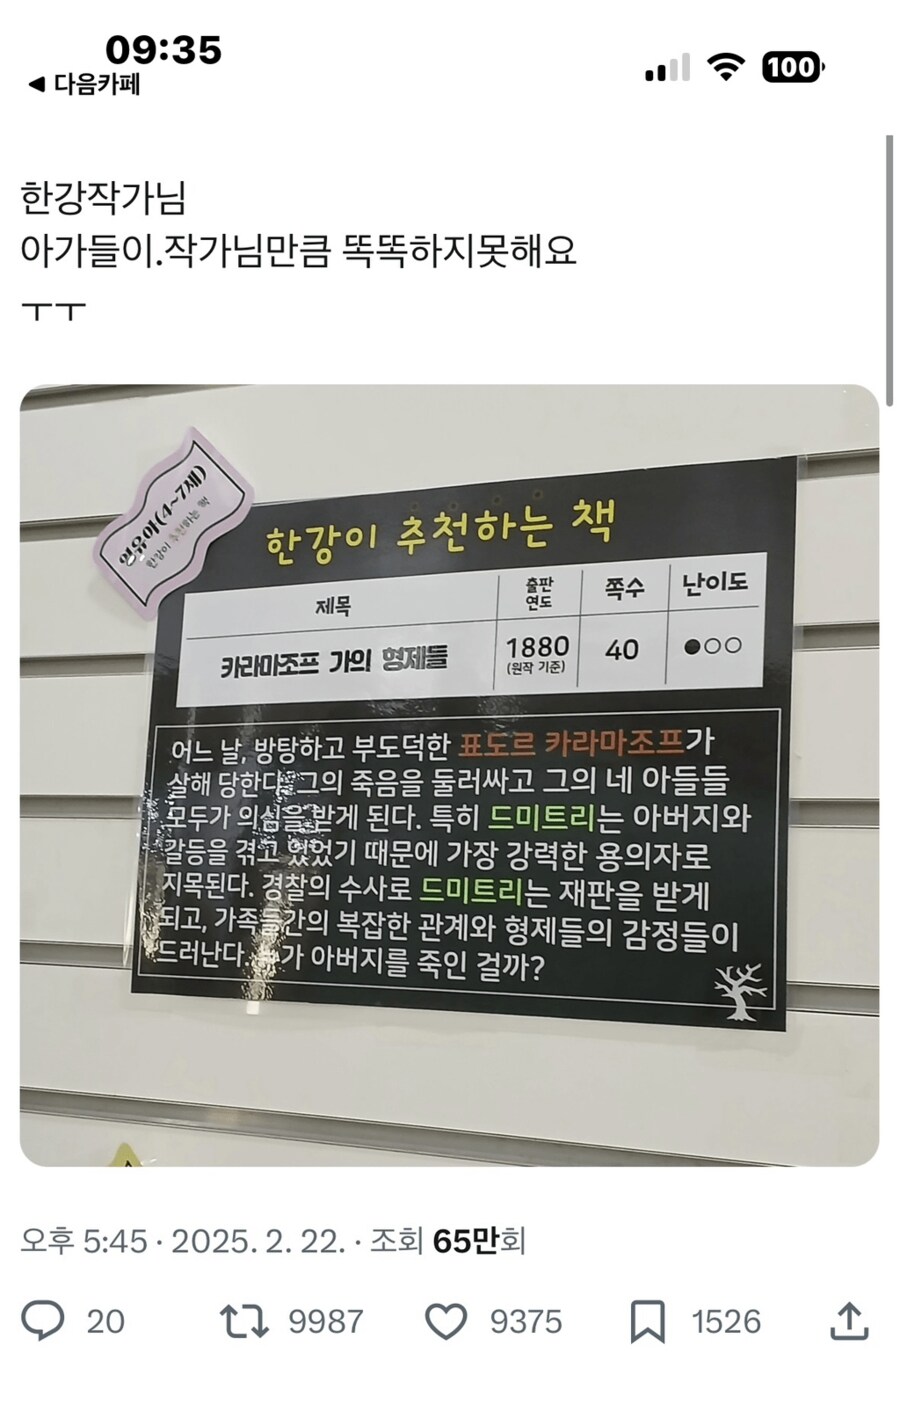 09:35
100
◀ 다음카페
한강작가님
아가들이.작가님만큼 똑똑하지못해요
ㅜㅜ
영유아(4~7세)
한강이 추천하는 책
한강이 추천하는 책
제목
출판
연도
쪽수
난이도
카라마조프 가의 형제들
1880
(원작 기준)
40
●○○
어느 날, 방탕하고 부도덕한 표도르 카라마조프가
살해 당한다. 그의 죽음을 둘러싸고 그의 네 아들들
모두가 의심을 받게 된다. 특히 드미트리는 아버지와
갈등을 겪고 있었기 때문에 가장 강력한 용의자로
지목된다. 경찰의 수사로 드미트리는 재판을 받게
되고, 가족들간의 복잡한 관계와 형제들의 감정들이
드러난다. 누가 아버지를 죽인 걸까?
오후 5:45 · 2025. 2. 22. · 조회 65만회
20
9987
9375
1526